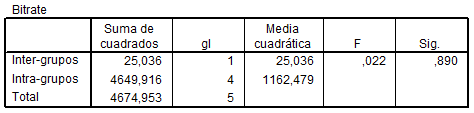 Bitrate
Suma de cuadrados gl Media cuadrática F Sig.
Inter-grupos 25,036 1 25,036 ,022 ,890
Intra-grupos 4649,916 4 1162,479
Total 4674,953 5